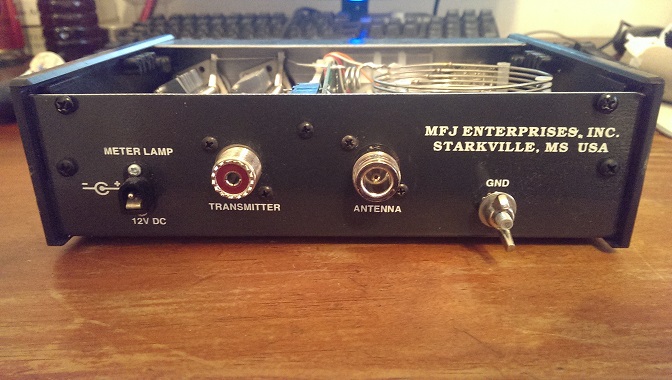 MFJ ENTERPRISES, INC.
STARKVILLE, MS USA
METER LAMP
- +
12V DC
TRANSMITTER
ANTENNA
GND